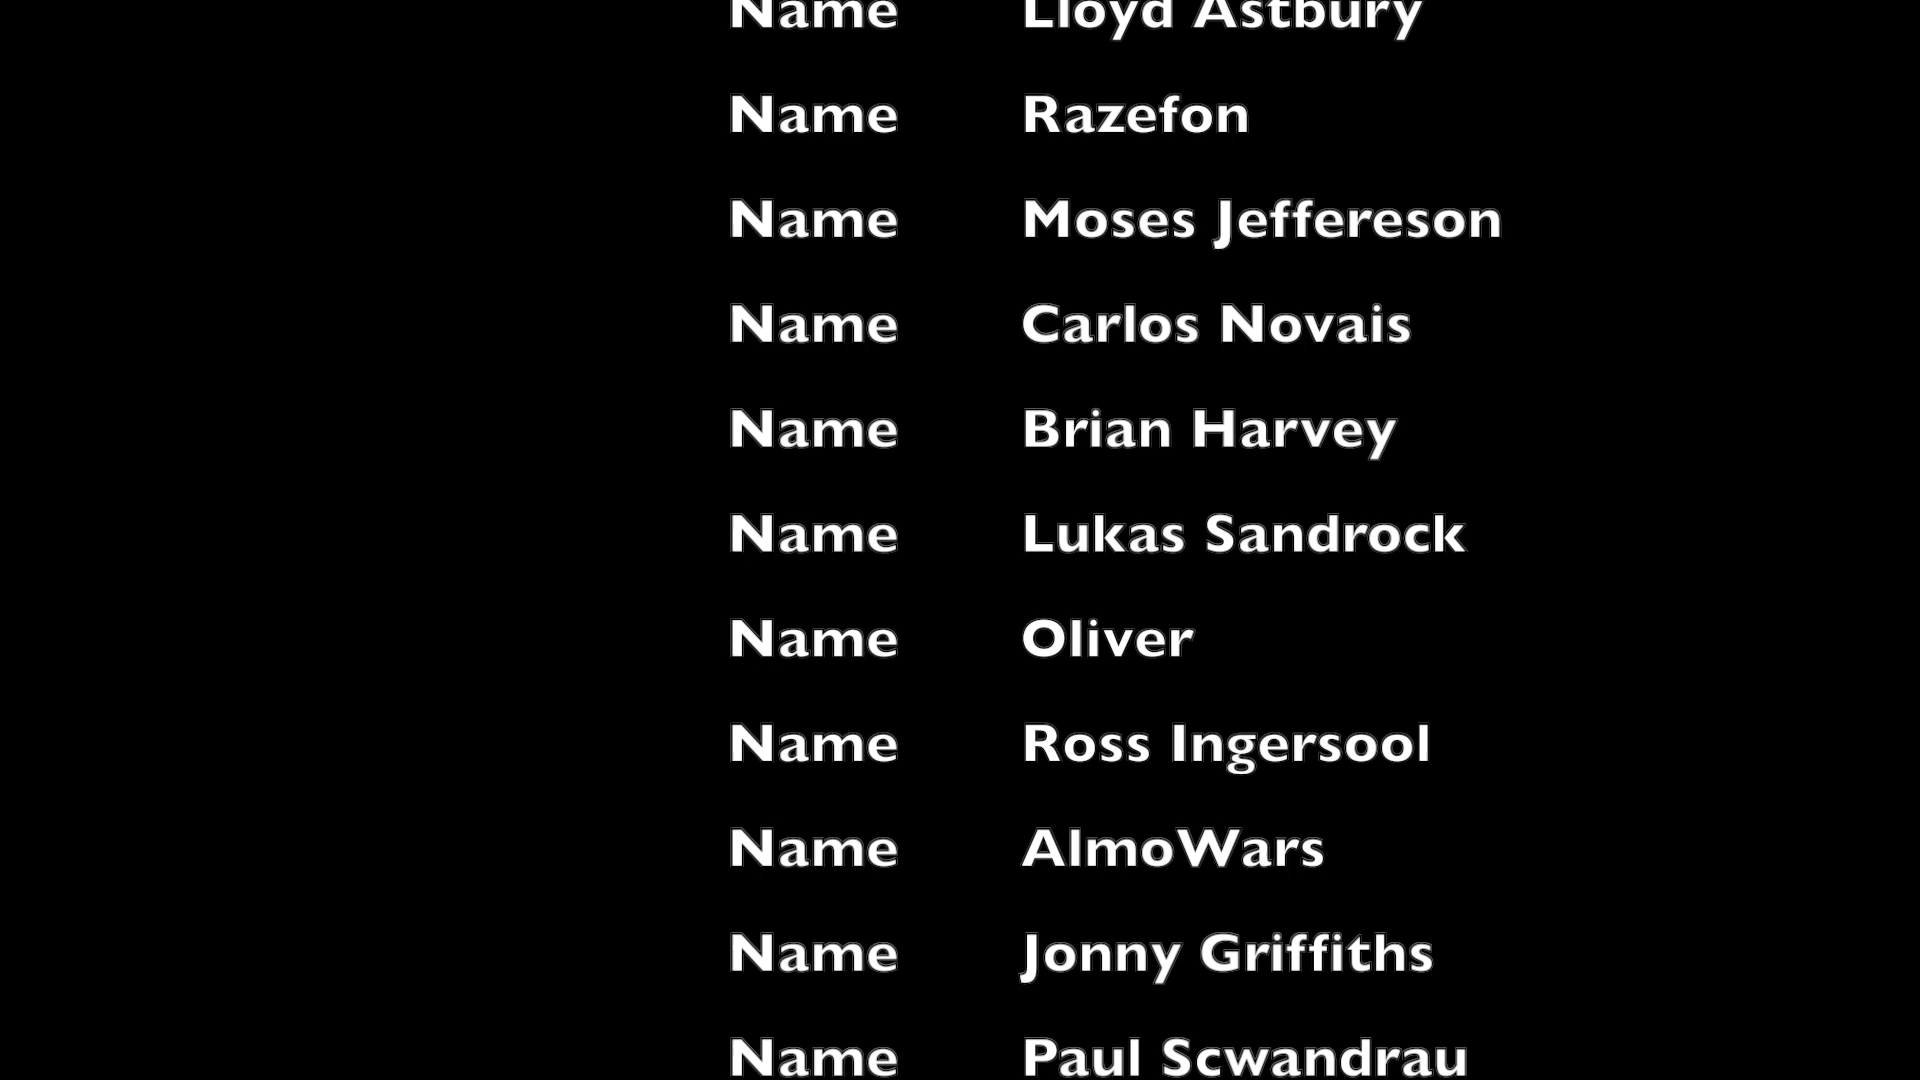 Name Lloyd Astbury
Name Razefon
Name Moses Jeffereson
Name Carlos Novais
Name Brian Harvey
Name Lukas Sandrock
Name Oliver
Name Ross Ingersool
Name AlmoWars
Name Jonny Griffiths
Name Paul Scwandrau